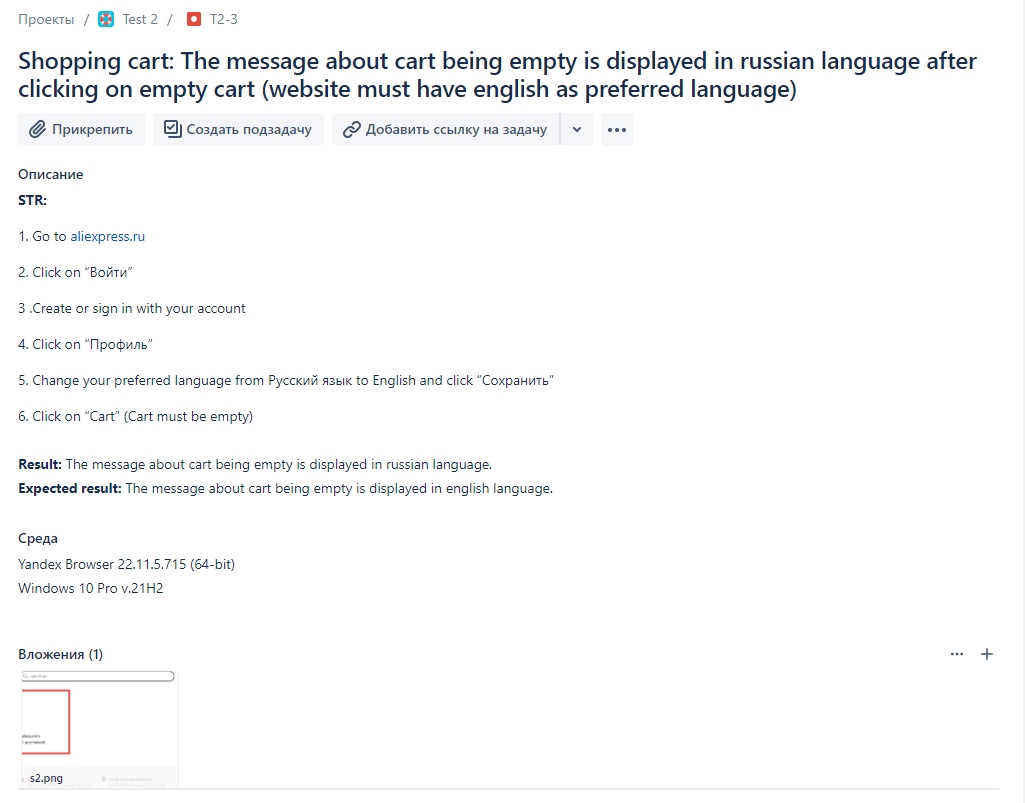 Проекты / Test 2 / T2-3
Shopping cart: The message about cart being empty is displayed in russian language after
clicking on empty cart (website must have english as preferred language)
Прикрепить Создать подзадачу Добавить ссылку на задачу
Описание
STR:
1. Go to aliexpress.ru
2. Click on “Войти”
3 .Create or sign in with your account
4. Click on “Профиль”
5. Change your preferred language from Русский язык to English and click “Сохранить”
6. Click on “Cart” (Cart must be empty)
Result: The message about cart being empty is displayed in russian language.
Expected result: The message about cart being empty is displayed in english language.
Среда
Yandex Browser 22.11.5.715 (64-bit)
Windows 10 Pro v.21H2
Вложения (1)
s2.png